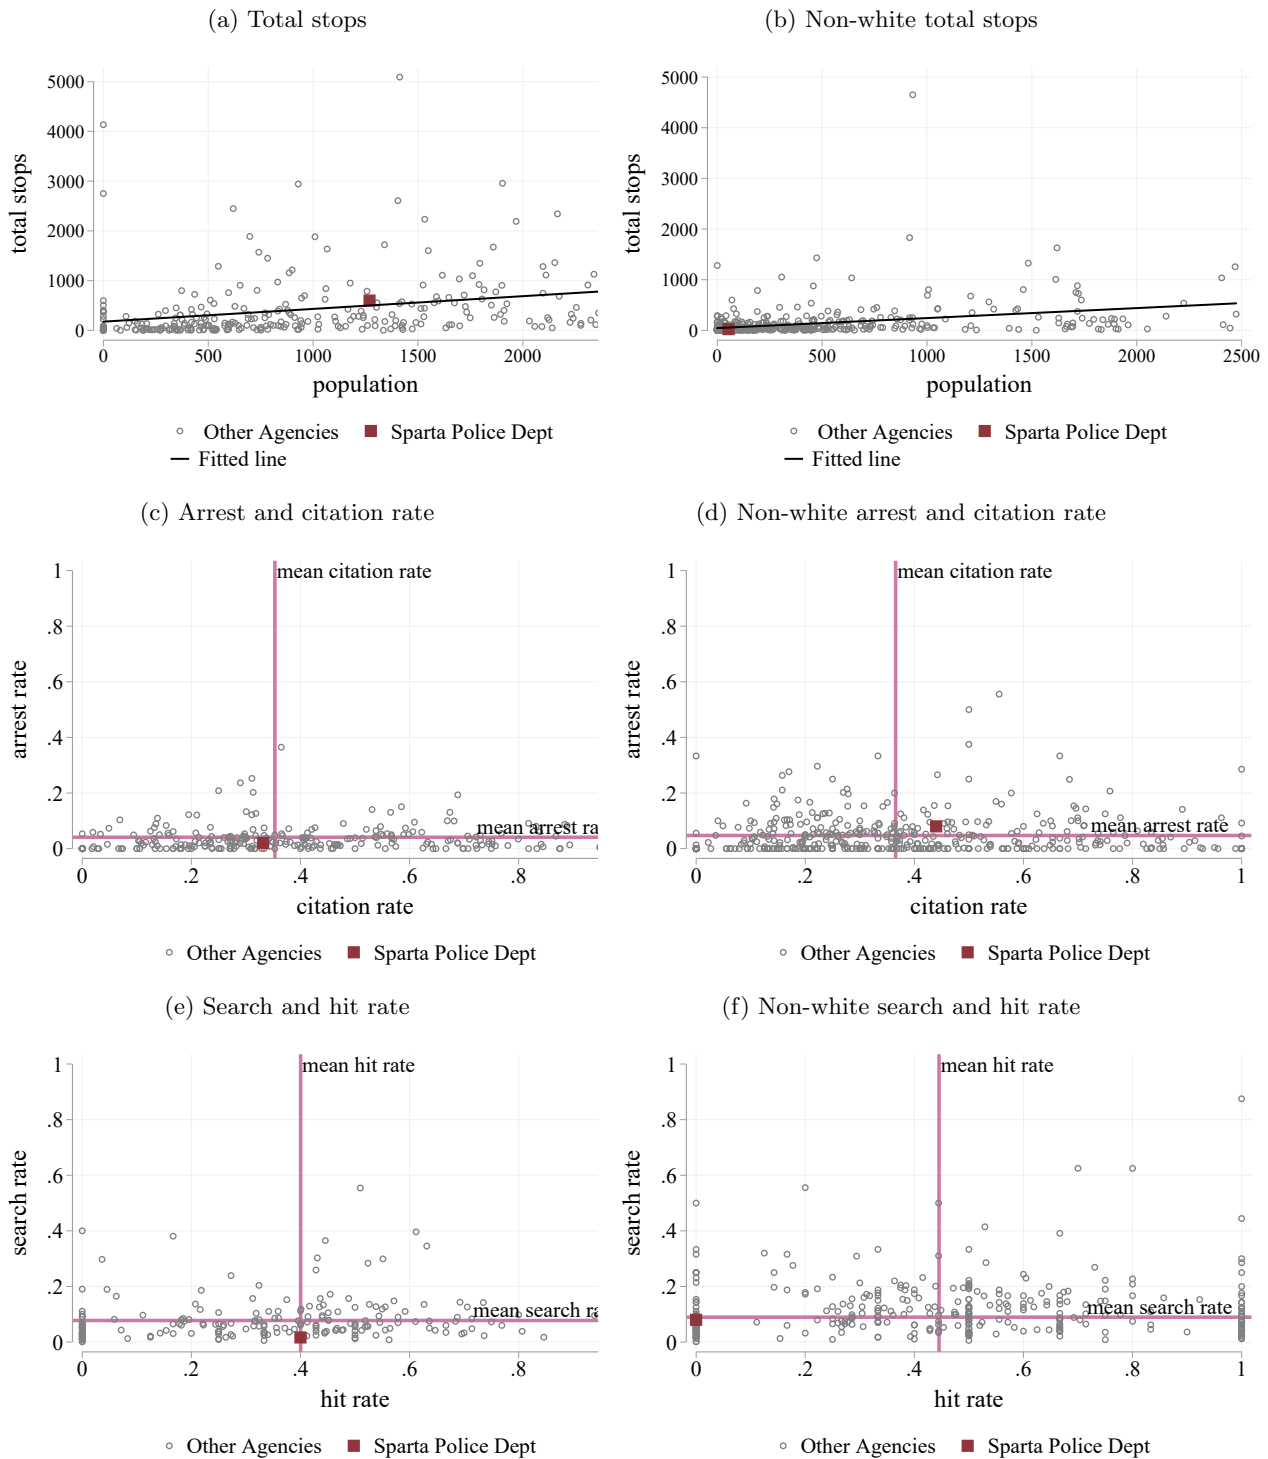 (a) Total stops
5000
4000
3000
2000
1000
0
total stops
0 500 1000 1500 2000
population
Other Agencies Sparta Police Dept
Fitted line
(b) Non-white total stops
5000
4000
3000
2000
1000
0
total stops
0 500 1000 1500 2000 2500
population
Other Agencies Sparta Police Dept
Fitted line
(c) Arrest and citation rate
mean citation rate
1
.8
.6
.4
.2
0
arrest rate
mean arrest ra
0 .2 .4 .6 .8
citation rate
Other Agencies Sparta Police Dept
(d) Non-white arrest and citation rate
mean citation rate
1
.8
.6
.4
.2
0
arrest rate
mean arrest rate
0 .2 .4 .6 .8 1
citation rate
Other Agencies Sparta Police Dept
(e) Search and hit rate
mean hit rate
1
.8
.6
.4
.2
0
search rate
mean search ra
0 .2 .4 .6 .8
hit rate
Other Agencies Sparta Police Dept
(f) Non-white search and hit rate
mean hit rate
1
.8
.6
.4
.2
0
search rate
mean search rate
0 .2 .4 .6 .8 1
hit rate
Other Agencies Sparta Police Dept